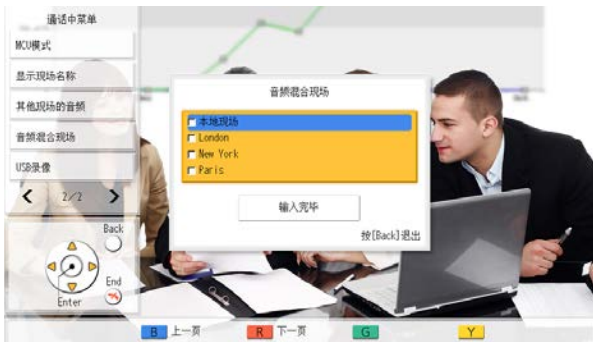 通话中菜单
MCU模式
显示现场名称
其他现场的音频
音频混合现场
USB录像
2/2
Back
End
Enter
音频混合现场
本地现场
London
New York
Paris
输入完毕
按[Back]退出
B 上一页 R 下一页 G Y